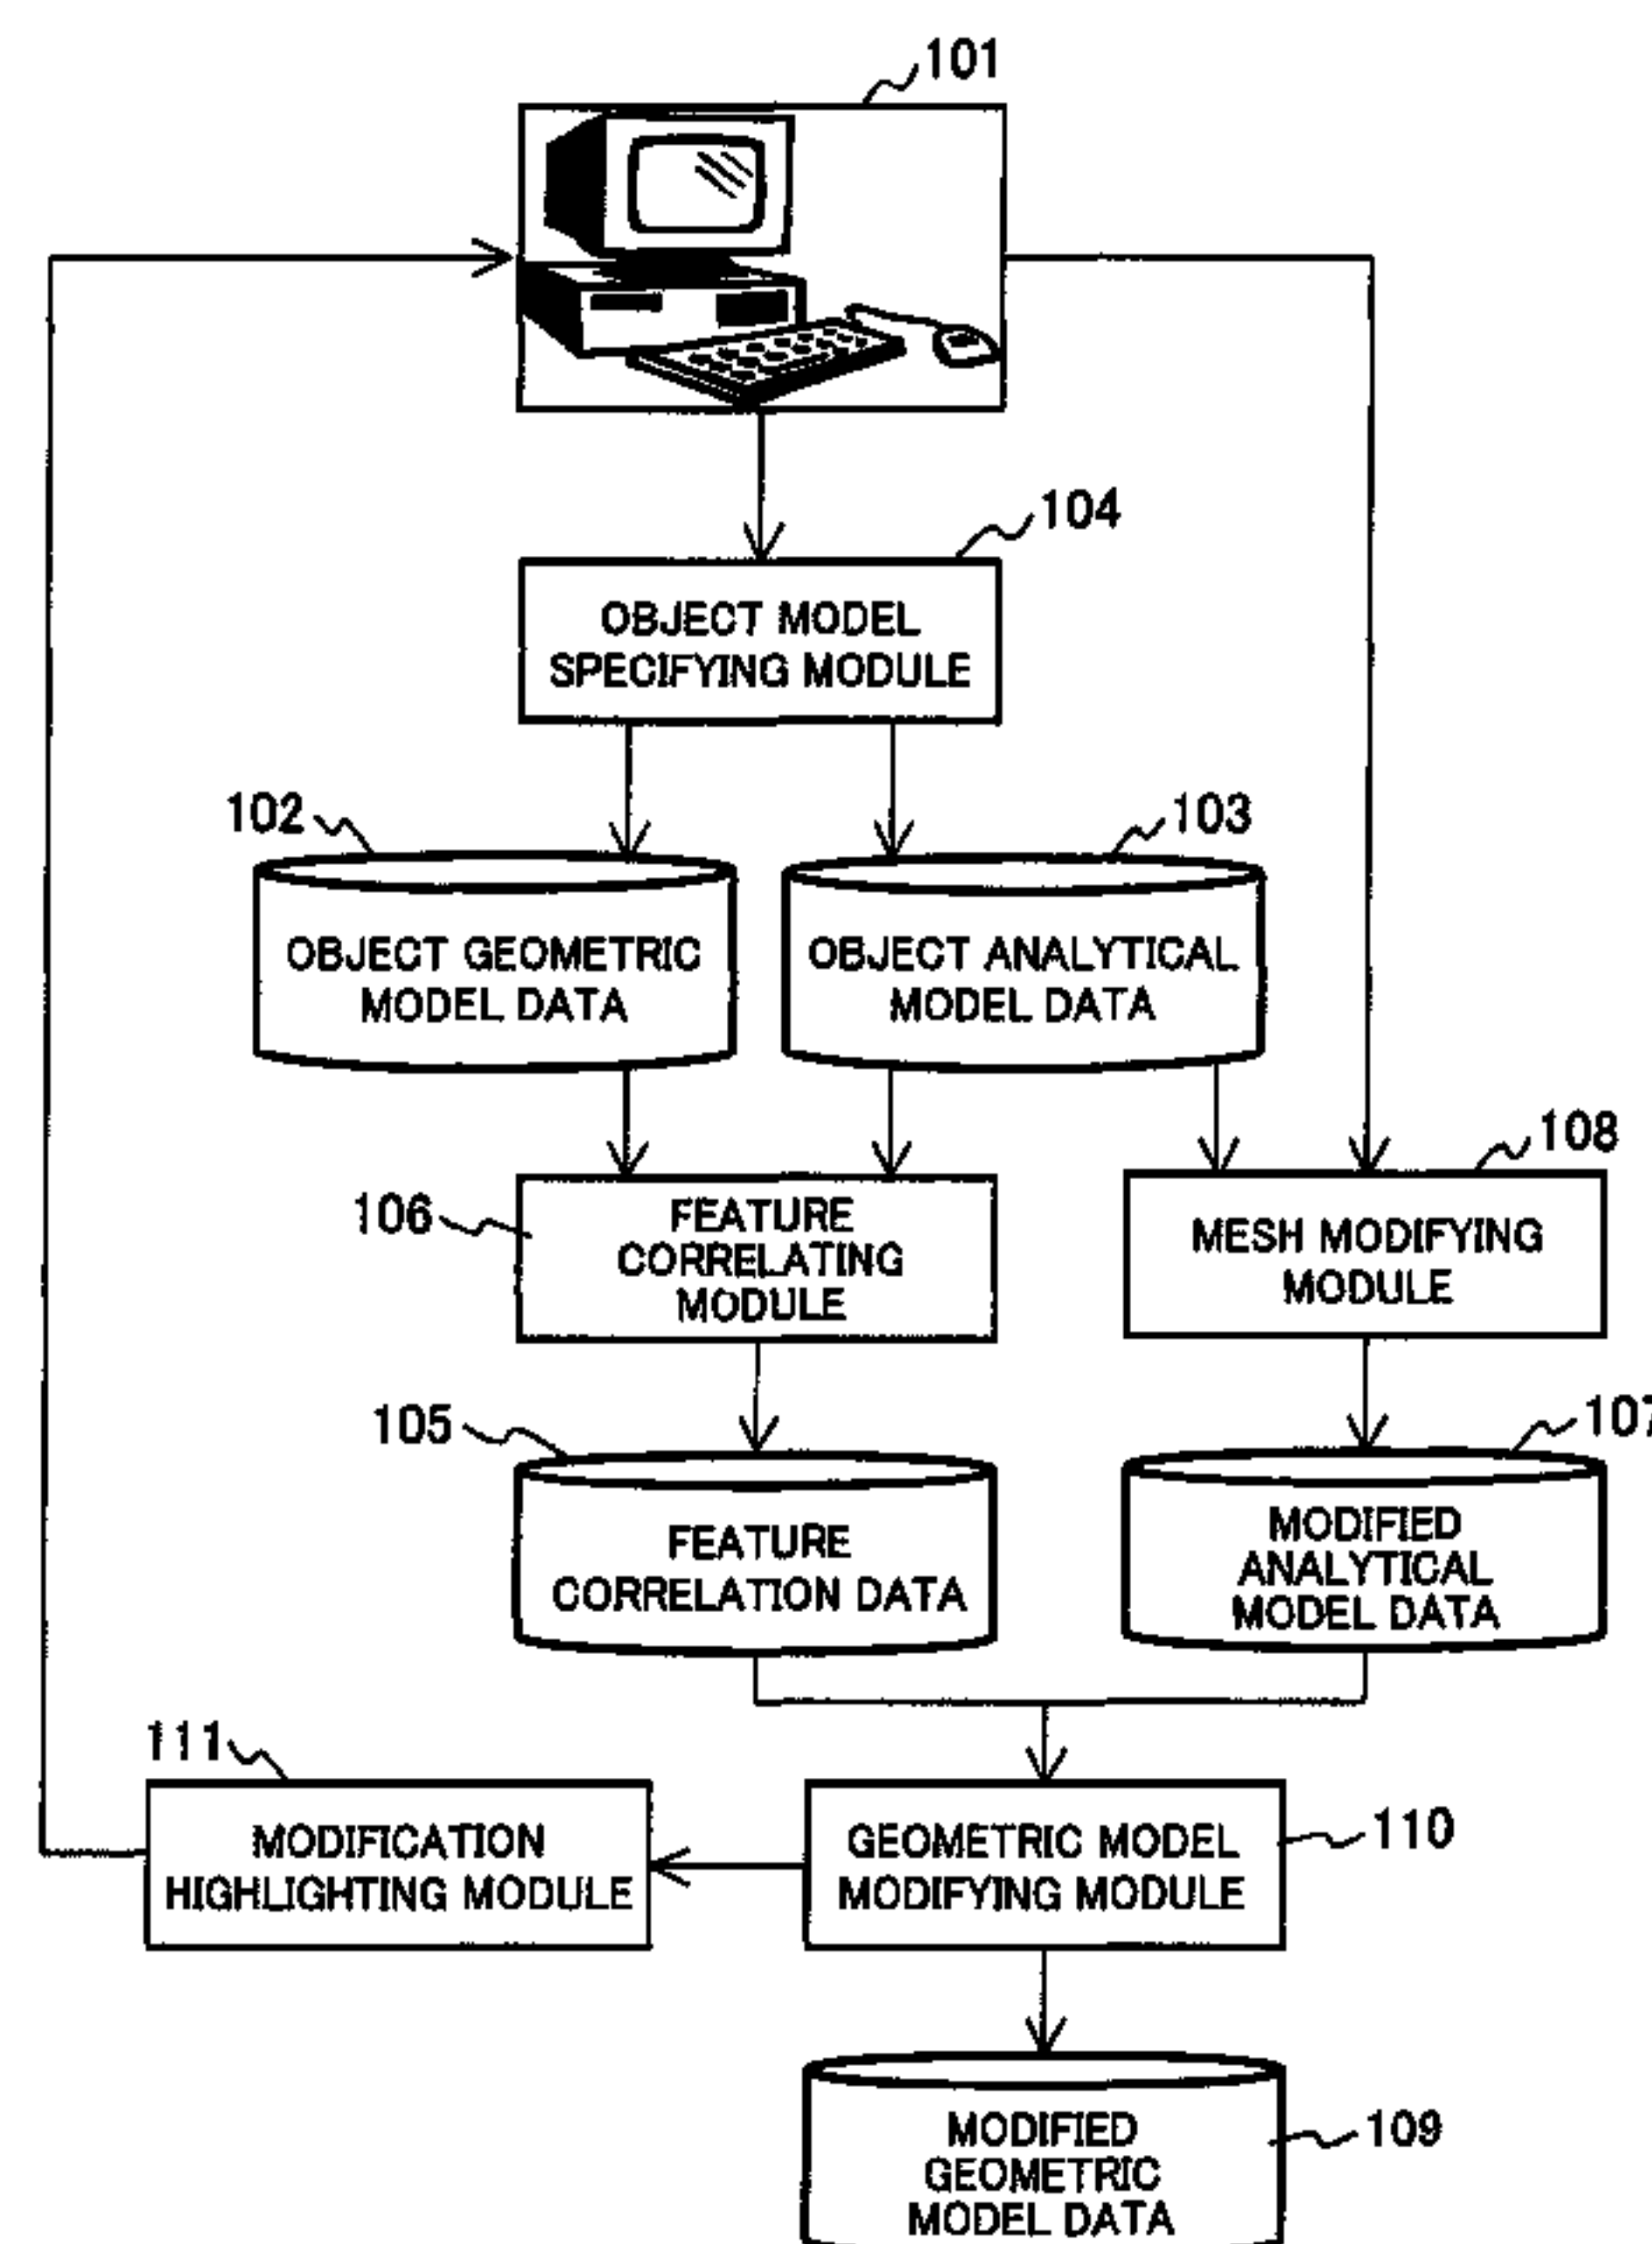 101
104
OBJECT MODEL
SPECIFYING MODULE
102
103
OBJECT GEOMETRIC
MODEL DATA
OBJECT ANALYTICAL
MODEL DATA
108
106
FEATURE
CORRELATING
MODULE
MESH MODIFYING
MODULE
105
107
FEATURE
CORRELATION DATA
MODIFIED
ANALYTICAL
MODEL DATA
111
MODIFICATION
HIGHLIGHTING MODULE
GEOMETRIC MODEL
MODIFYING MODULE
110
MODIFIED
GEOMETRIC
MODEL DATA
109